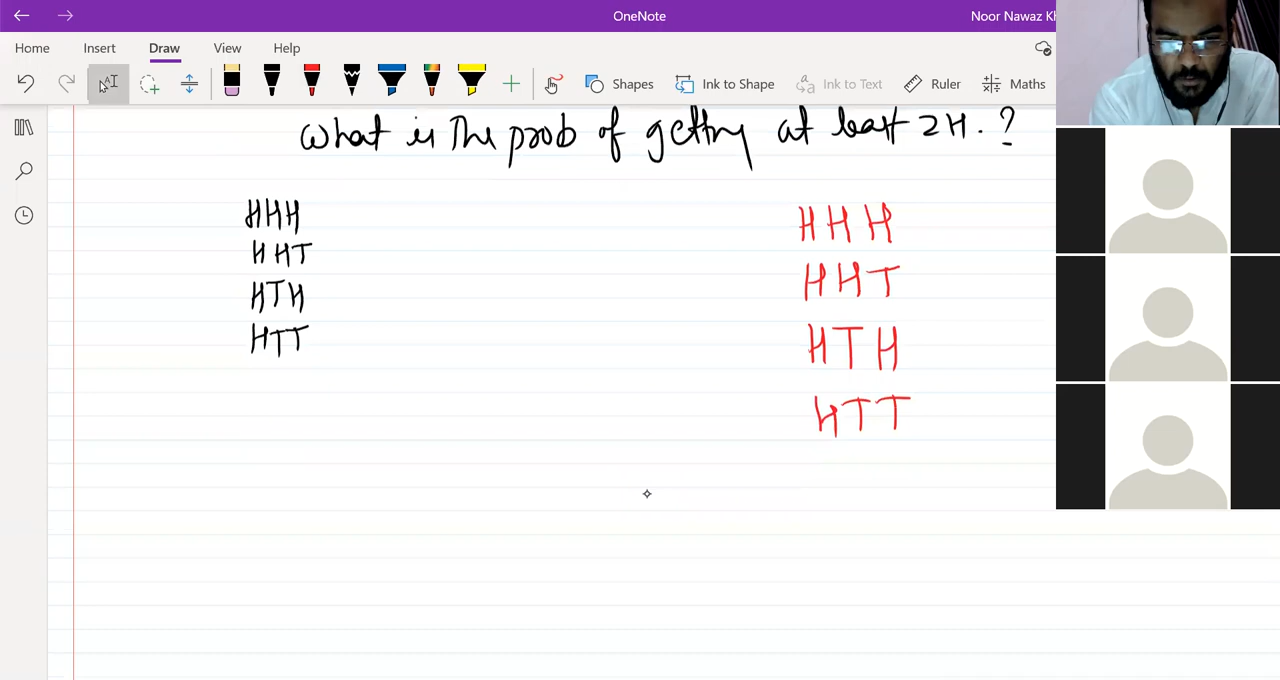 OneNote
Noor Nawaz Kh
Home Insert Draw View Help
Shapes Ink to Shape Ink to Text Ruler Maths
What is the prob of getting at least 2H. ?
HHH
HHT
HTH
HTT
HHH
HHT
HTH
HTT